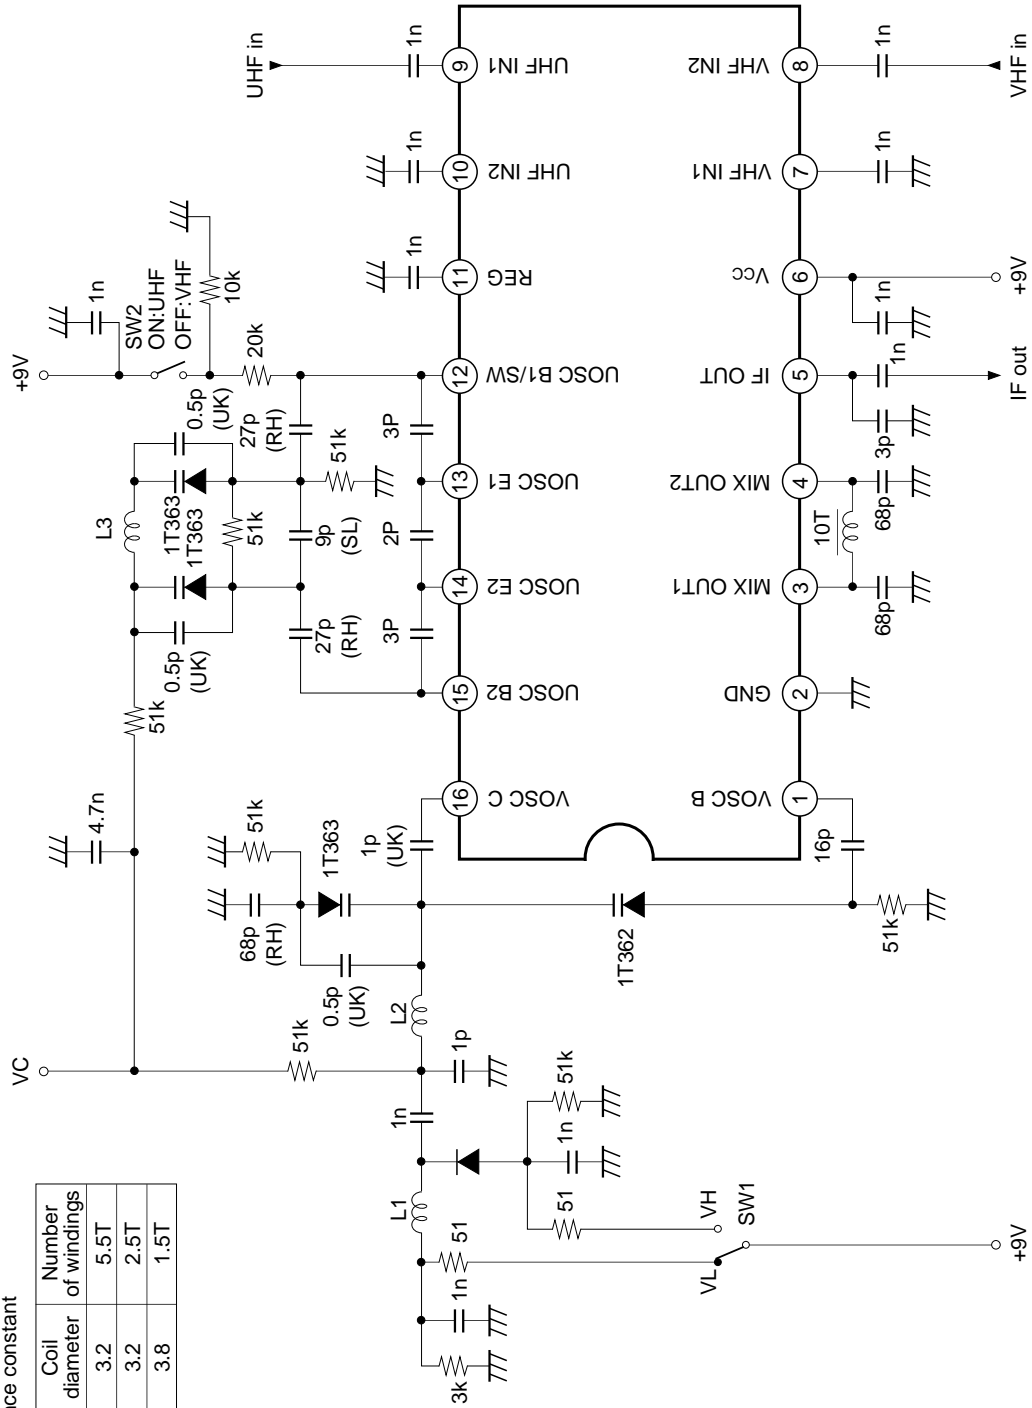 UHF in
1n
1n
1n
+9V
1n
SW2
ON:UHF
OFF:VHF
10k
20k
0.5p
(UK)
27p
(RH)
51k
3P
L3
1T363
1T363
51k
9p
(SL)
2P
0.5p
(UK)
27p
(RH)
3P
51k
4.7n
VC
51k
68p
(RH)
1T363
0.5p
(UK)
1p
(UK)
L2
51k
1p
1n
L1
51
51k
1n
51
1n
3k
VH
VL
SW1
+9V
1T362
16p
51k
9
UHF IN1
10
UHF IN2
11
REG
12
UOSC B1/SW
13
UOSC E1
14
UOSC E2
15
UOSC B2
16
VOSC C
VHF IN2
8
VHF IN1
7
Vcc
6
IF OUT
5
MIX OUT2
4
MIX OUT1
3
GND
2
VOSC B
1
1n
VHF in
1n
1n
+9V
1n
3p
IF out
10T
68p
68p
nce constant
Coil diameter
Number of windings
3.2
5.5T
3.2
2.5T
3.8
1.5T